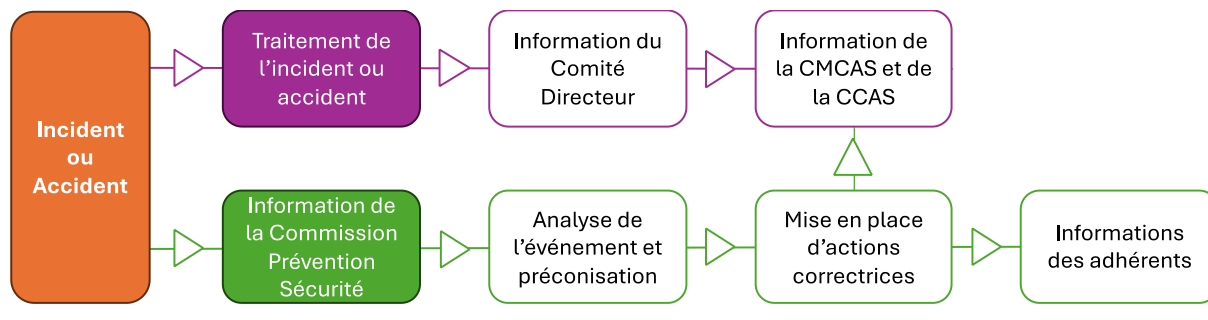 Incident
ou
Accident
Traitement de
l’incident ou
accident
Information du
Comité
Directeur
Information de
la CMCAS et de
la CCAS
Information de
la Commission
Prévention
Sécurité
Analyse de
l’événement et
préconisation
Mise en place
d’actions
correctrices
Informations
des adhérents